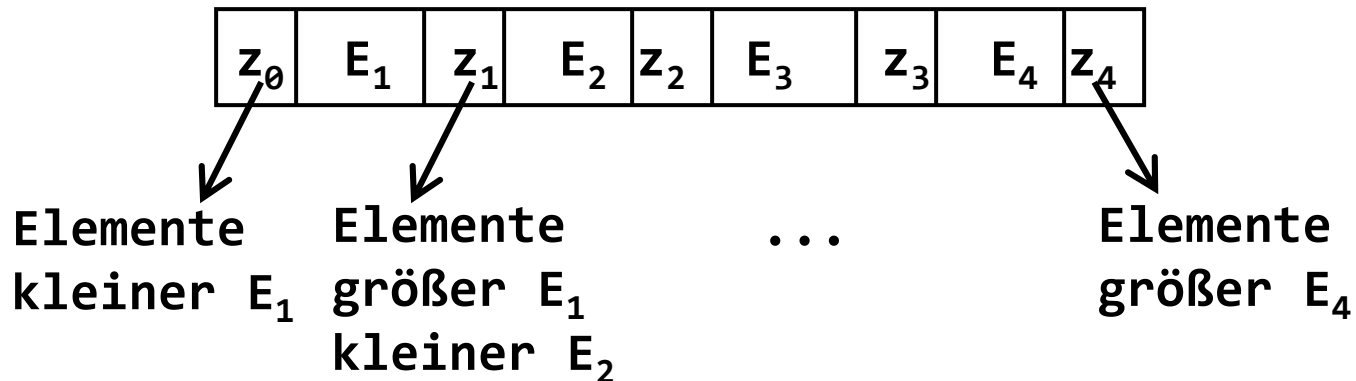 z₀ E₁ z₁ E₂ z₂ E₃ z₃ E₄ z₄
Elemente
kleiner E₁
Elemente
größer E₁
kleiner E₂
...
Elemente
größer E₄